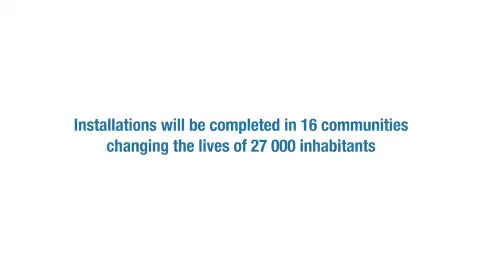 Installations will be completed in 16 communities
changing the lives of 27 000 inhabitants